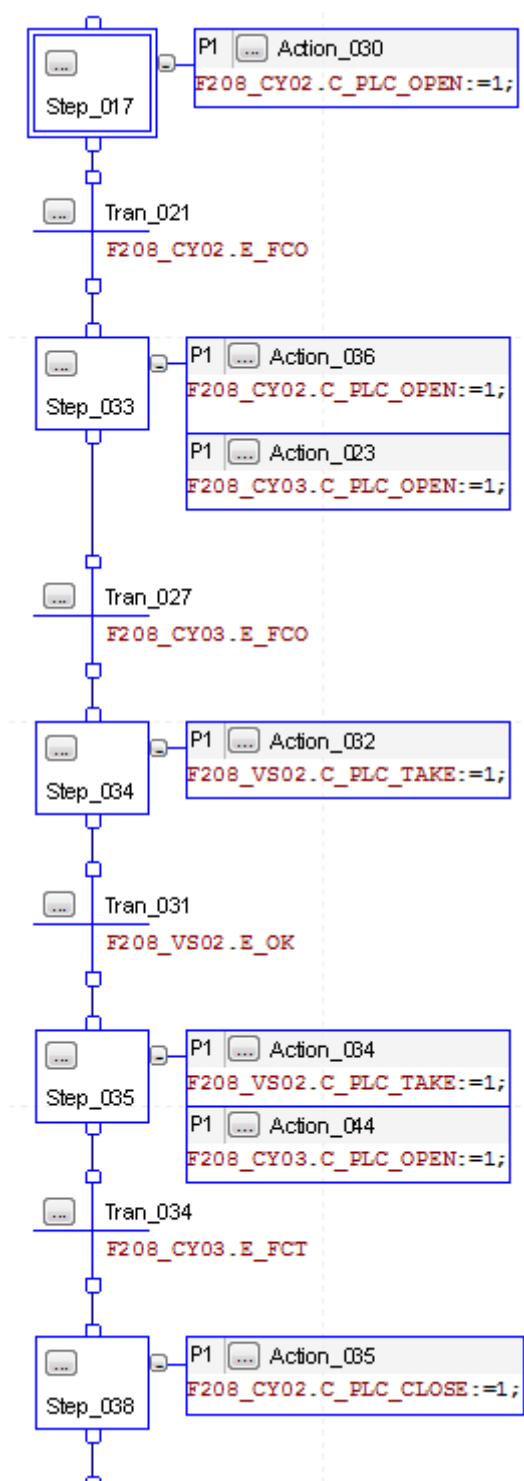 P1 ... Action_030
... F208_CY02.C_PLC_OPEN:=1;
Step_017
... Tran_021
F208_CY02.E_FCO
... P1 ... Action_036
F208_CY02.C_PLC_OPEN:=1;
Step_033
P1 ... Action_023
F208_CY03.C_PLC_OPEN:=1;
... Tran_027
F208_CY03.E_FCO
... P1 ... Action_032
F208_VS02.C_PLC_TAKE:=1;
Step_034
... Tran_031
F208_VS02.E_OK
... P1 ... Action_034
F208_VS02.C_PLC_TAKE:=1;
Step_035
P1 ... Action_044
F208_CY03.C_PLC_OPEN:=1;
... Tran_034
F208_CY03.E_FCT
... P1 ... Action_035
F208_CY02.C_PLC_CLOSE:=1;
Step_038